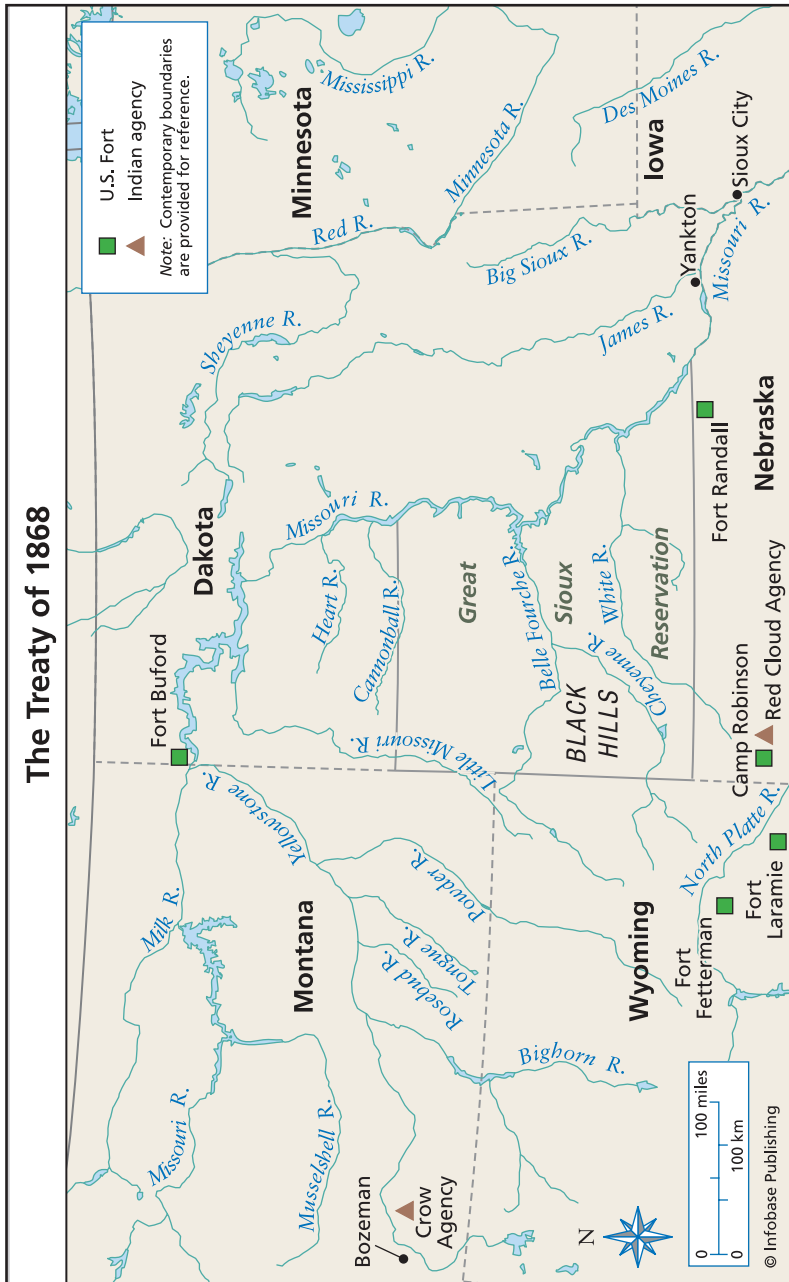 The Treaty of 1868
U.S. Fort
Indian agency
Note: Contemporary boundaries
are provided for reference.
Missouri R.
Milk R.
Musselshell R.
Bozeman
Crow
Agency
Montana
Yellowstone R.
Rosebud R.
Tongue R.
Powder R.
Bighorn R.
Wyoming
Fort
Fetterman
Fort
Laramie
North Platte R.
Fort Buford
Dakota
Little Missouri R.
Missouri R.
Heart R.
Cannonball R.
Great
Sioux
Reservation
Belle Fourche R.
BLACK
HILLS
Cheyenne R.
White R.
Camp Robinson
Red Cloud Agency
Fort Randall
Nebraska
Sheyenne R.
James R.
Red R.
Big Sioux R.
Yankton
Missouri R.
Sioux City
Minnesota
Mississippi R.
Minnesota R.
Iowa
Des Moines R.
N
0 100 miles
0 100 km
© Infobase Publishing